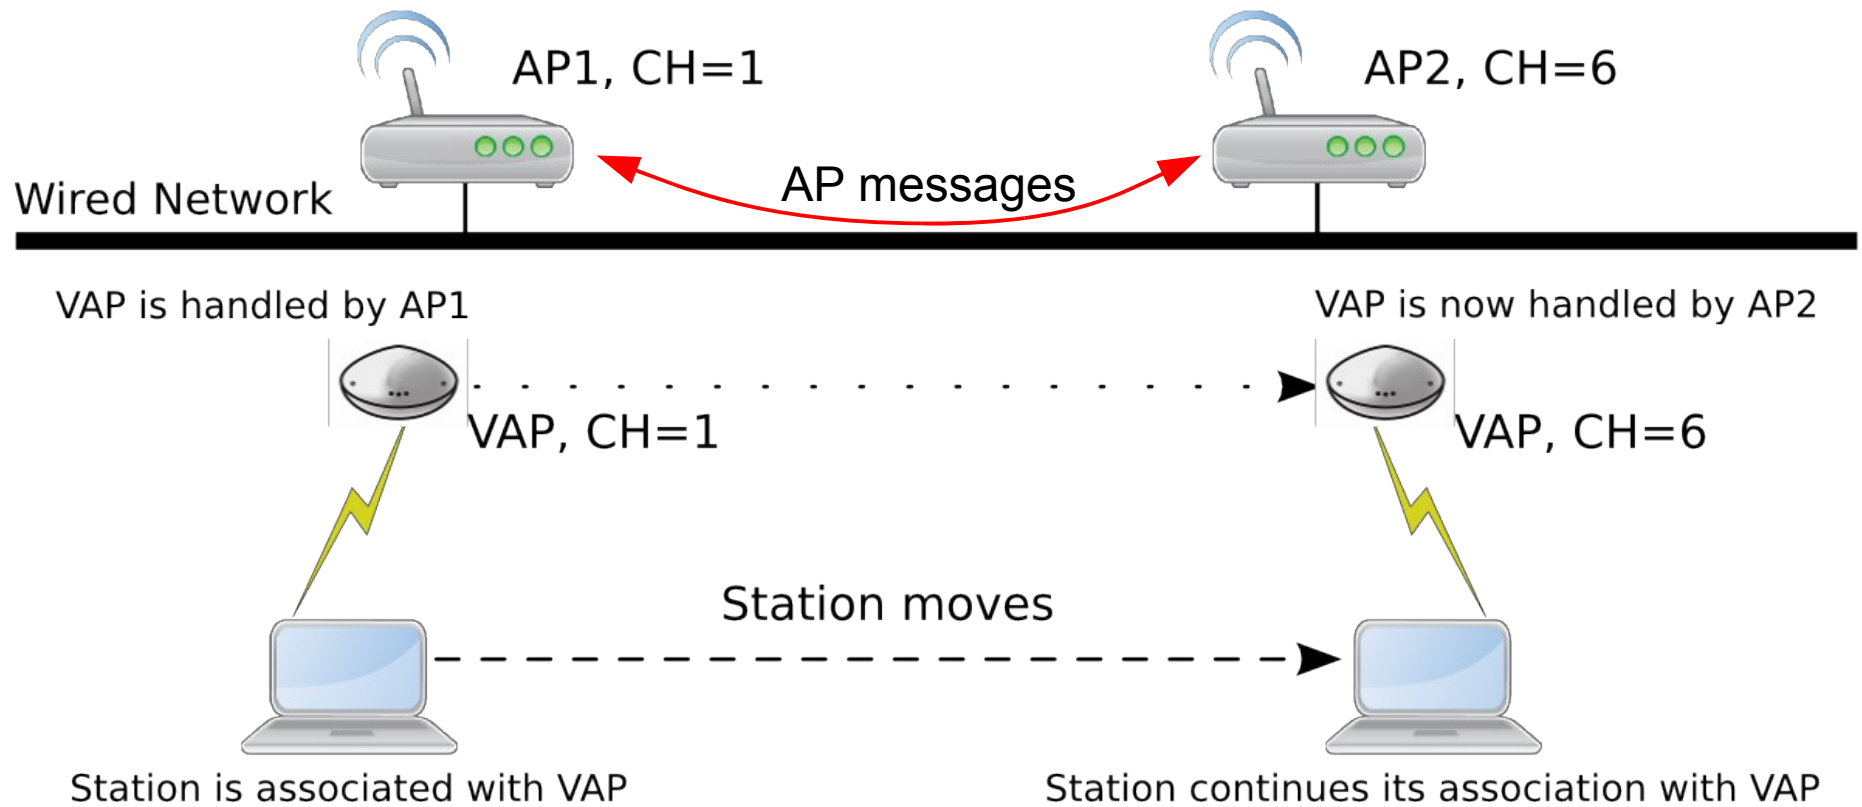 AP1, CH=1
AP2, CH=6
AP messages
Wired Network
VAP is handled by AP1
VAP is now handled by AP2
VAP, CH=1
VAP, CH=6
Station moves
Station is associated with VAP
Station continues its association with VAP